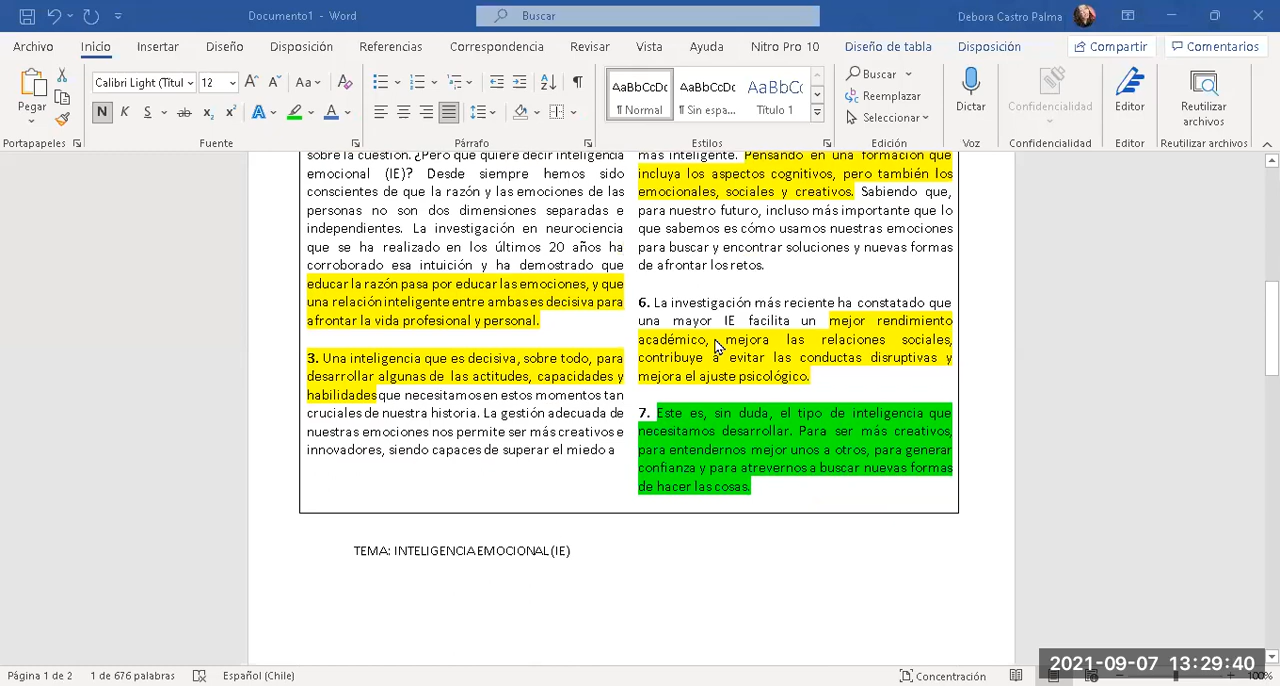 Documento1 - Word
Buscar
Debora Castro Palma
Archivo Inicio Insertar Diseño Disposición Referencias Correspondencia Revisar Vista Ayuda Nitro Pro 10 Diseño de tabla Disposición Compartir Comentarios
Calibri Light (Títul 12 Aa
Pegar
N K S ab x₂ x² A A
AaBbCcDc AaBbCcDc AaBbCc
¶ Normal ¶ Sin espa... Título 1
Buscar
Reemplazar
Seleccionar
Dictar
Confidencialidad
Editor
Reutilizar archivos
Portapapeles Fuente Párrafo Estilos Edición Voz Confidencialidad Editor Reutilizar archivos
sobre la cuestión. ¿Pero qué quiere decir inteligencia
emocional (IE)? Desde siempre hemos sido
conscientes de que la razón y las emociones de las
personas no son dos dimensiones separadas e
independientes. La investigación en neurociencia
que se ha realizado en los últimos 20 años ha
corroborado esa intuición y ha demostrado que
educar la razón pasa por educar las emociones, y que
una relación inteligente entre ambas es decisiva para
afrontar la vida profesional y personal.
3. Una inteligencia que es decisiva, sobre todo, para
desarrollar algunas de las actitudes, capacidades y
habilidades que necesitamos en estos momentos tan
cruciales de nuestra historia. La gestión adecuada de
nuestras emociones nos permite ser más creativos e
innovadores, siendo capaces de superar el miedo a
más inteligente. Pensando en una formación que
incluya los aspectos cognitivos, pero también los
emocionales, sociales y creativos. Sabiendo que,
para nuestro futuro, incluso más importante que lo
que sabemos es cómo usamos nuestras emociones
para buscar y encontrar soluciones y nuevas formas
de afrontar los retos.
6. La investigación más reciente ha constatado que
una mayor IE facilita un mejor rendimiento
académico, mejora las relaciones sociales,
contribuye a evitar las conductas disruptivas y
mejora el ajuste psicológico.
7. Este es, sin duda, el tipo de inteligencia que
necesitamos desarrollar. Para ser más creativos,
para entendernos mejor unos a otros, para generar
confianza y para atrevernos a buscar nuevas formas
de hacer las cosas.
TEMA: INTELIGENCIA EMOCIONAL (IE)
Página 1 de 2 1 de 676 palabras Español (Chile) Concentración 100%
2021-09-07 13:29:40